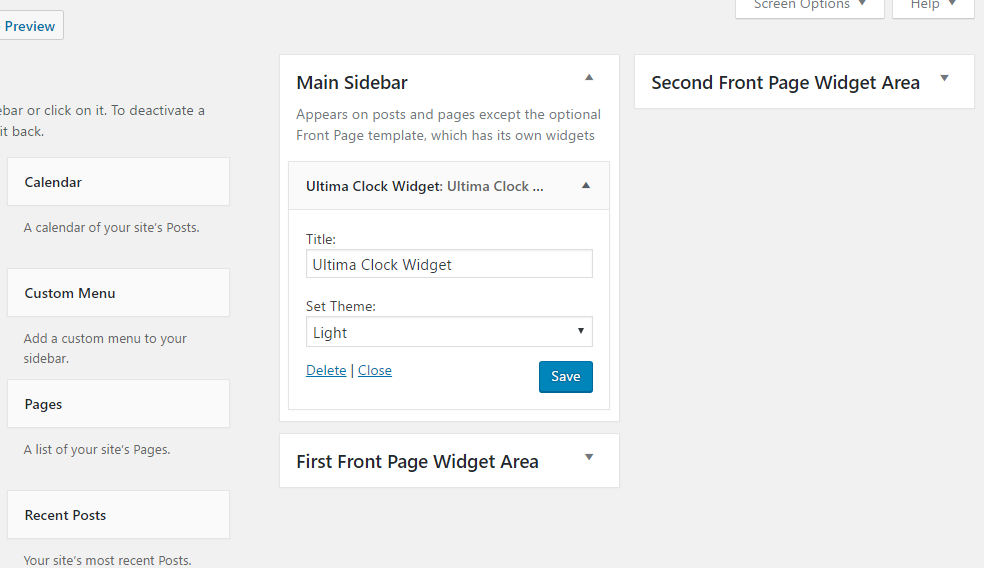 Preview
Screen Options
Help
ebar or click on it. To deactivate a
it back.
Calendar
A calendar of your site's Posts.
Custom Menu
Add a custom menu to your
sidebar.
Pages
A list of your site's Pages.
Recent Posts
Your site's most recent Posts.
Main Sidebar
Appears on posts and pages except the optional
Front Page template, which has its own widgets
Ultima Clock Widget: Ultima Clock ...
Title:
Ultima Clock Widget
Set Theme:
Light
Delete | Close
Save
First Front Page Widget Area
Second Front Page Widget Area